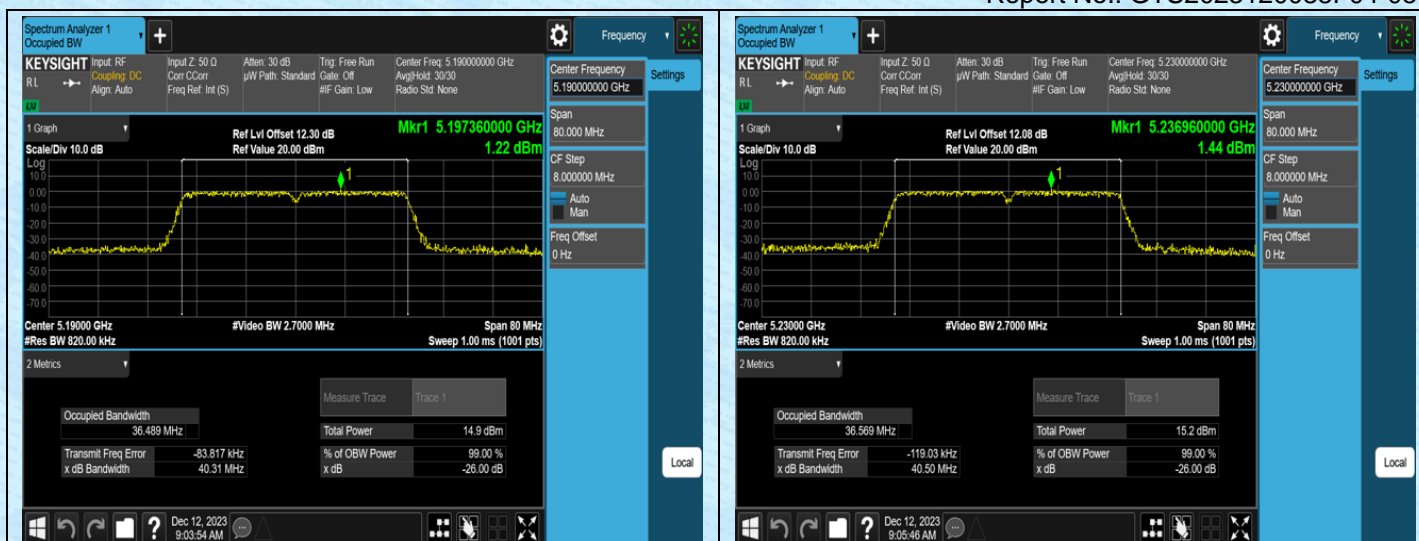 Spectrum Analyzer 1
Occupied BW
+
Frequency
KEYSIGHT
RL
LXI
Input: RF
Coupling: DC
Align: Auto
Input Z: 50 Ω
Corr CCorr
Freq Ref: Int (S)
Atten: 30 dB
µW Path: Standard
Trig: Free Run
Gate: Off
#IF Gain: Low
Center Freq: 5.190000000 GHz
Avg|Hold: 30/30
Radio Std: None
Center Frequency
5.190000000 GHz
Settings
Span
80.000 MHz
CF Step
8.000000 MHz
Auto
Man
Freq Offset
0 Hz
1 Graph
Scale/Div 10.0 dB
Ref Lvl Offset 12.30 dB
Ref Value 20.00 dBm
Mkr1 5.197360000 GHz
1.22 dBm
Log
10.0
0.00
-10.0
-20.0
-30.0
-40.0
-50.0
-60.0
-70.0
1
Center 5.19000 GHz
#Res BW 820.00 kHz
#Video BW 2.7000 MHz
Span 80 MHz
Sweep 1.00 ms (1001 pts)
2 Metrics
Measure Trace Trace 1
Occupied Bandwidth
36.489 MHz
Total Power 14.9 dBm
Transmit Freq Error -83.817 kHz
% of OBW Power 99.00 %
x dB Bandwidth 40.31 MHz
x dB -26.00 dB
Local
?
Dec 12, 2023
9:03:54 AM
Spectrum Analyzer 1
Occupied BW
+
Frequency
KEYSIGHT
RL
LXI
Input: RF
Coupling: DC
Align: Auto
Input Z: 50 Ω
Corr CCorr
Freq Ref: Int (S)
Atten: 30 dB
µW Path: Standard
Trig: Free Run
Gate: Off
#IF Gain: Low
Center Freq: 5.230000000 GHz
Avg|Hold: 30/30
Radio Std: None
Center Frequency
5.230000000 GHz
Settings
Span
80.000 MHz
CF Step
8.000000 MHz
Auto
Man
Freq Offset
0 Hz
1 Graph
Scale/Div 10.0 dB
Ref Lvl Offset 12.08 dB
Ref Value 20.00 dBm
Mkr1 5.236960000 GHz
1.44 dBm
Log
10.0
0.00
-10.0
-20.0
-30.0
-40.0
-50.0
-60.0
-70.0
1
Center 5.23000 GHz
#Res BW 820.00 kHz
#Video BW 2.7000 MHz
Span 80 MHz
Sweep 1.00 ms (1001 pts)
2 Metrics
Measure Trace Trace 1
Occupied Bandwidth
36.569 MHz
Total Power 15.2 dBm
Transmit Freq Error -119.03 kHz
% of OBW Power 99.00 %
x dB Bandwidth 40.50 MHz
x dB -26.00 dB
Local
?
Dec 12, 2023
9:05:46 AM